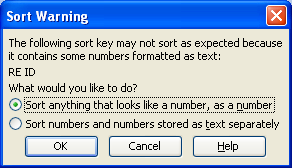 Sort Warning
The following sort key may not sort as expected because
it contains some numbers formatted as text:
RE ID
What would you like to do?
Sort anything that looks like a number, as a number
Sort numbers and numbers stored as text separately
OK
Cancel
Help